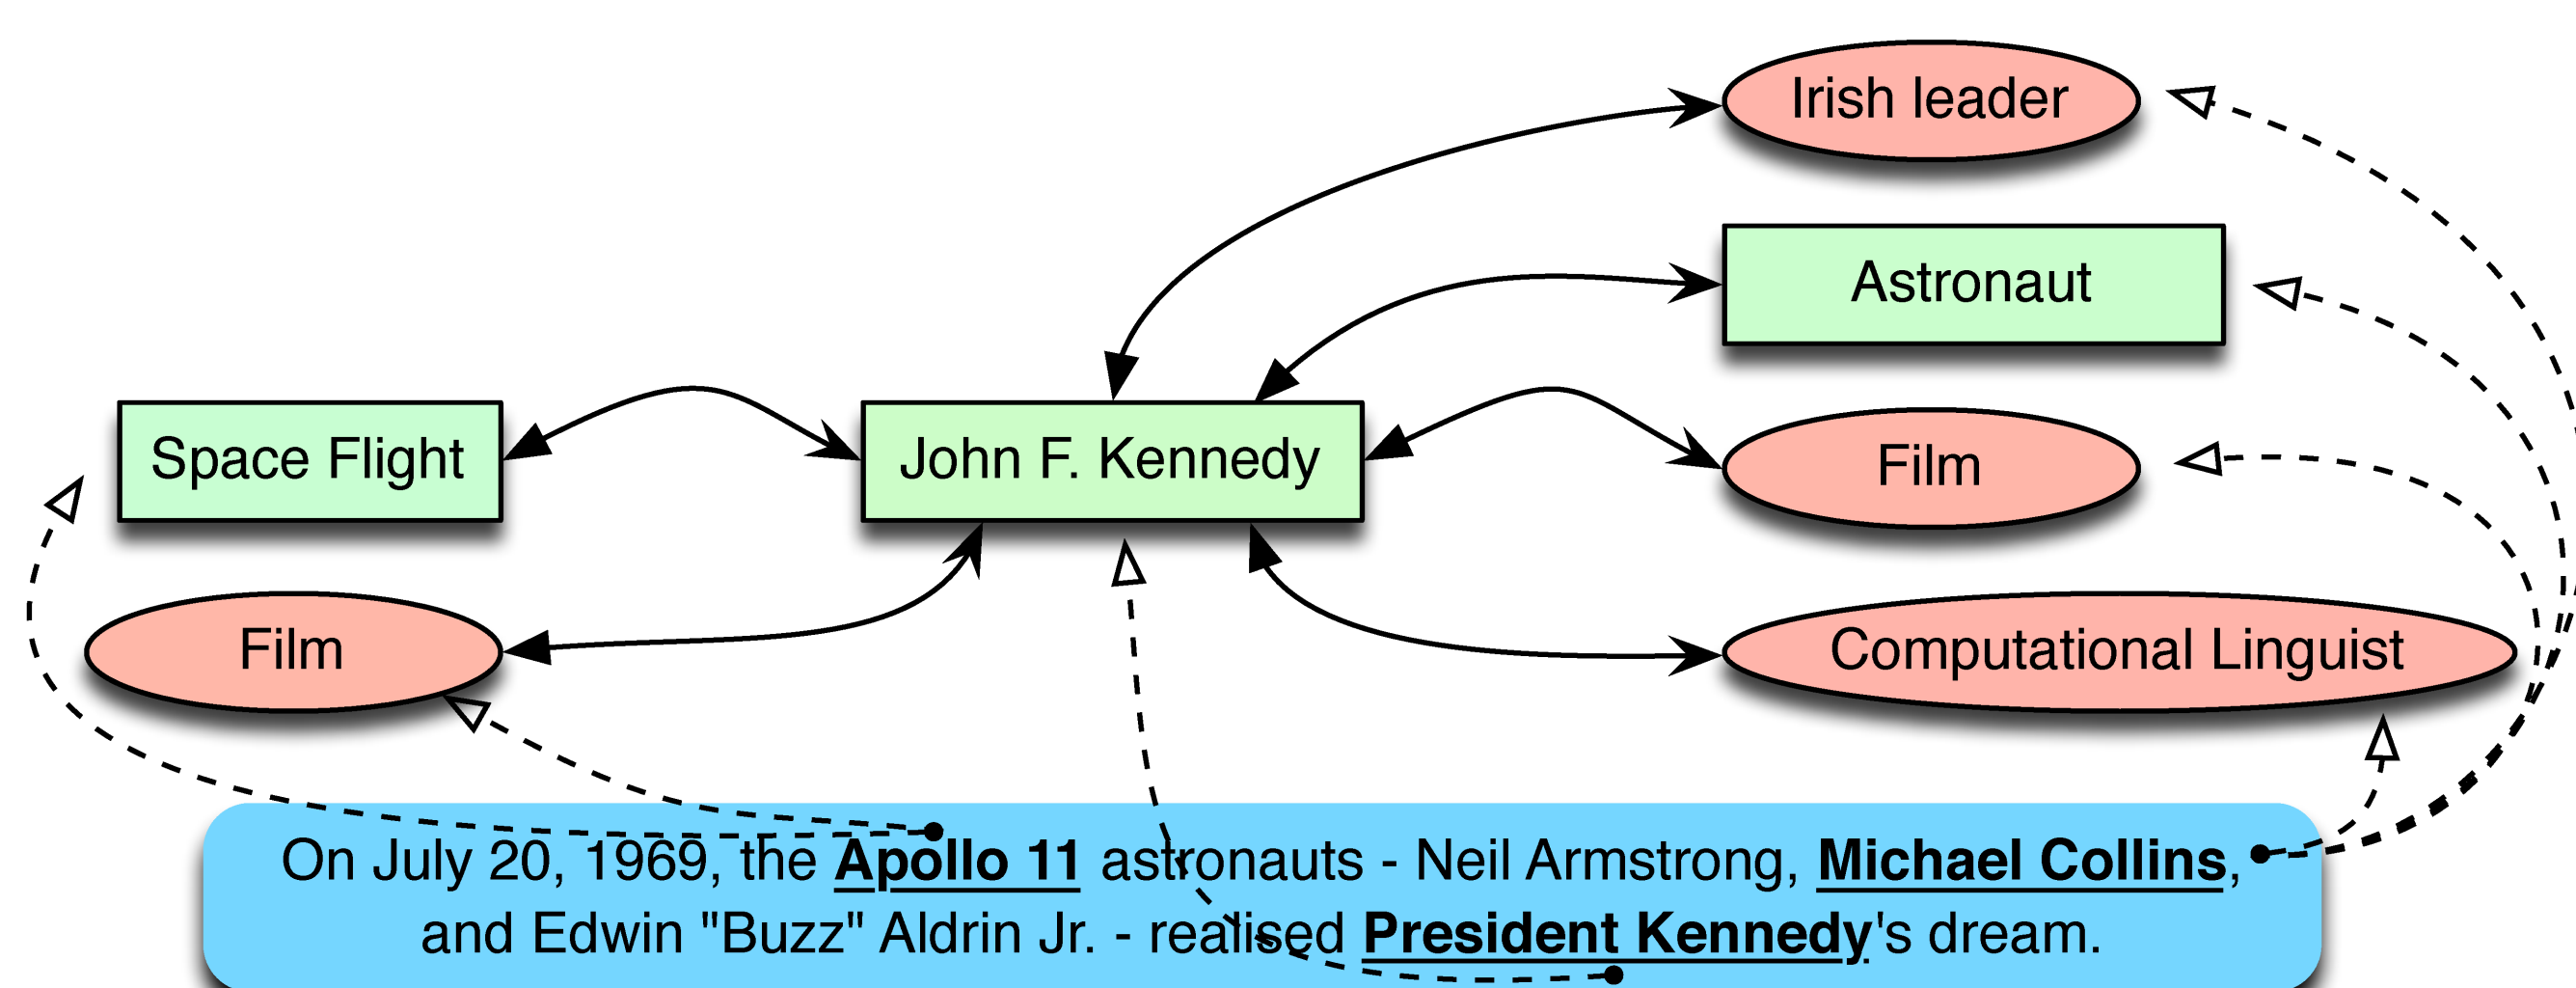 Irish leader
Astronaut
Space Flight
John F. Kennedy
Film
Film
Computational Linguist
On July 20, 1969, the Apollo 11 astronauts - Neil Armstrong, Michael Collins,
and Edwin "Buzz" Aldrin Jr. - realised President Kennedy's dream.